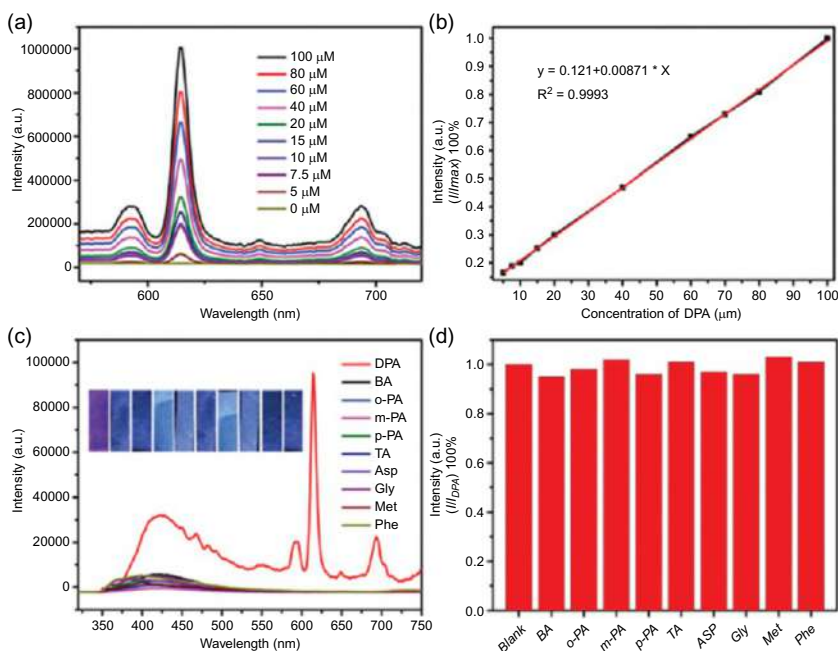 (a)
Intensity (a.u.)
1000000
800000
600000
400000
200000
0
600
650
700
Wavelength (nm)
100 μM
80 μM
60 μM
40 μM
20 μM
15 μM
10 μM
7.5 μM
5 μM
0 μM
(b)
Intensity (a.u.)
(I/Imax) 100%
1.0
0.9
0.8
0.7
0.6
0.5
0.4
0.3
0.2
y = 0.121+0.00871 * X
R² = 0.9993
10 20 30 40 50 60 70 80 90 100
Concentration of DPA (μm)
(c)
Intensity (a.u.)
100000
80000
60000
40000
20000
0
350 400 450 500 550 600 650 700 750
Wavelength (nm)
DPA
BA
o-PA
m-PA
p-PA
TA
Asp
Gly
Met
Phe
(d)
Intensity (a.u.)
(I/I_DPA) 100%
1.0
0.8
0.6
0.4
0.2
0.0
Blank BA o-PA m-PA p-PA TA ASP Gly Met Phe